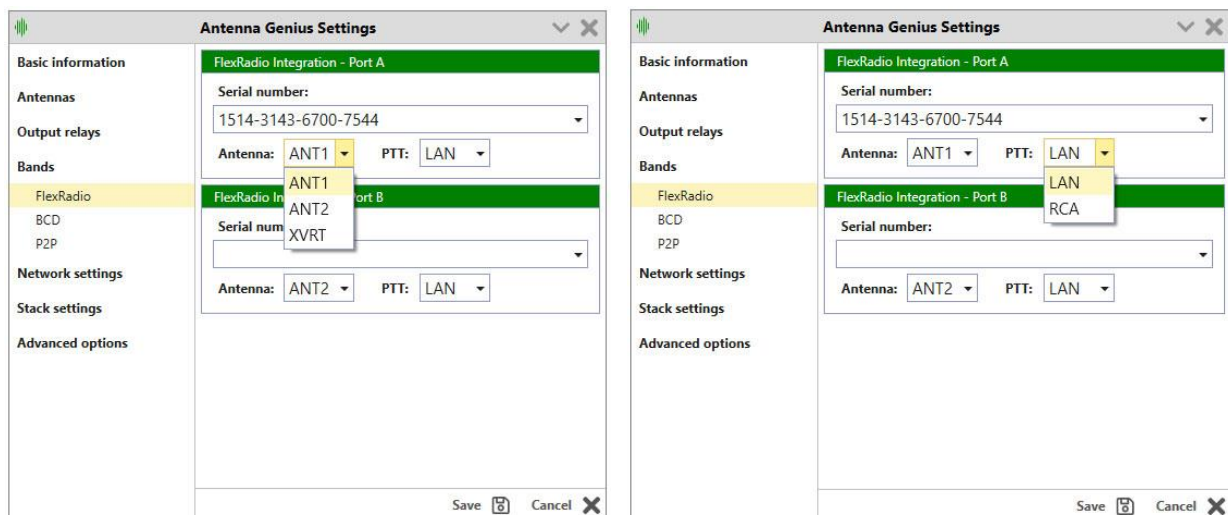 Antenna Genius Settings
Basic information
Antennas
Output relays
Bands
FlexRadio
BCD
P2P
Network settings
Stack settings
Advanced options
FlexRadio Integration - Port A
Serial number:
1514-3143-6700-7544
Antenna: ANT1 PTT: LAN
ANT1
ANT2
XVRT
FlexRadio In ort B
Serial num
Antenna: ANT2 PTT: LAN
Save Cancel
Antenna Genius Settings
Basic information
Antennas
Output relays
Bands
FlexRadio
BCD
P2P
Network settings
Stack settings
Advanced options
FlexRadio Integration - Port A
Serial number:
1514-3143-6700-7544
Antenna: ANT1 PTT: LAN
LAN
RCA
FlexRadio Integration - Port B
Serial number:
Antenna: ANT2 PTT: LAN
Save Cancel